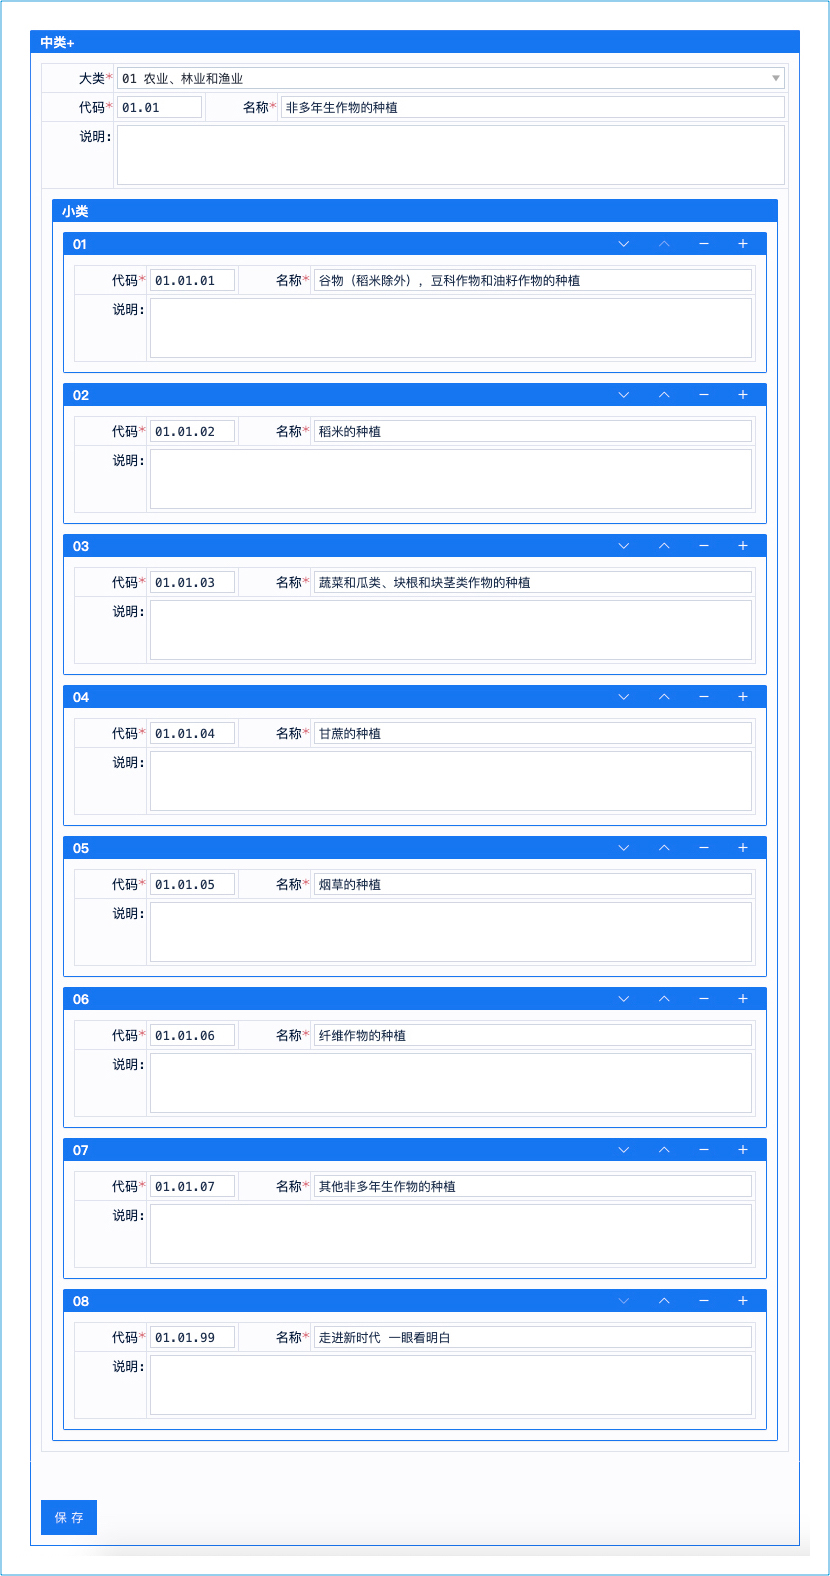 中类+
大类* 01 农业、林业和渔业
代码* 01.01 名称* 非多年生作物的种植
说明:
小类
01
代码* 01.01.01 名称* 谷物（稻米除外），豆科作物和油籽作物的种植
说明:
02
代码* 01.01.02 名称* 稻米的种植
说明:
03
代码* 01.01.03 名称* 蔬菜和瓜类、块根和块茎类作物的种植
说明:
04
代码* 01.01.04 名称* 甘蔗的种植
说明:
05
代码* 01.01.05 名称* 烟草的种植
说明:
06
代码* 01.01.06 名称* 纤维作物的种植
说明:
07
代码* 01.01.07 名称* 其他非多年生作物的种植
说明:
08
代码* 01.01.99 名称* 走进新时代 一眼看明白
说明:
保 存